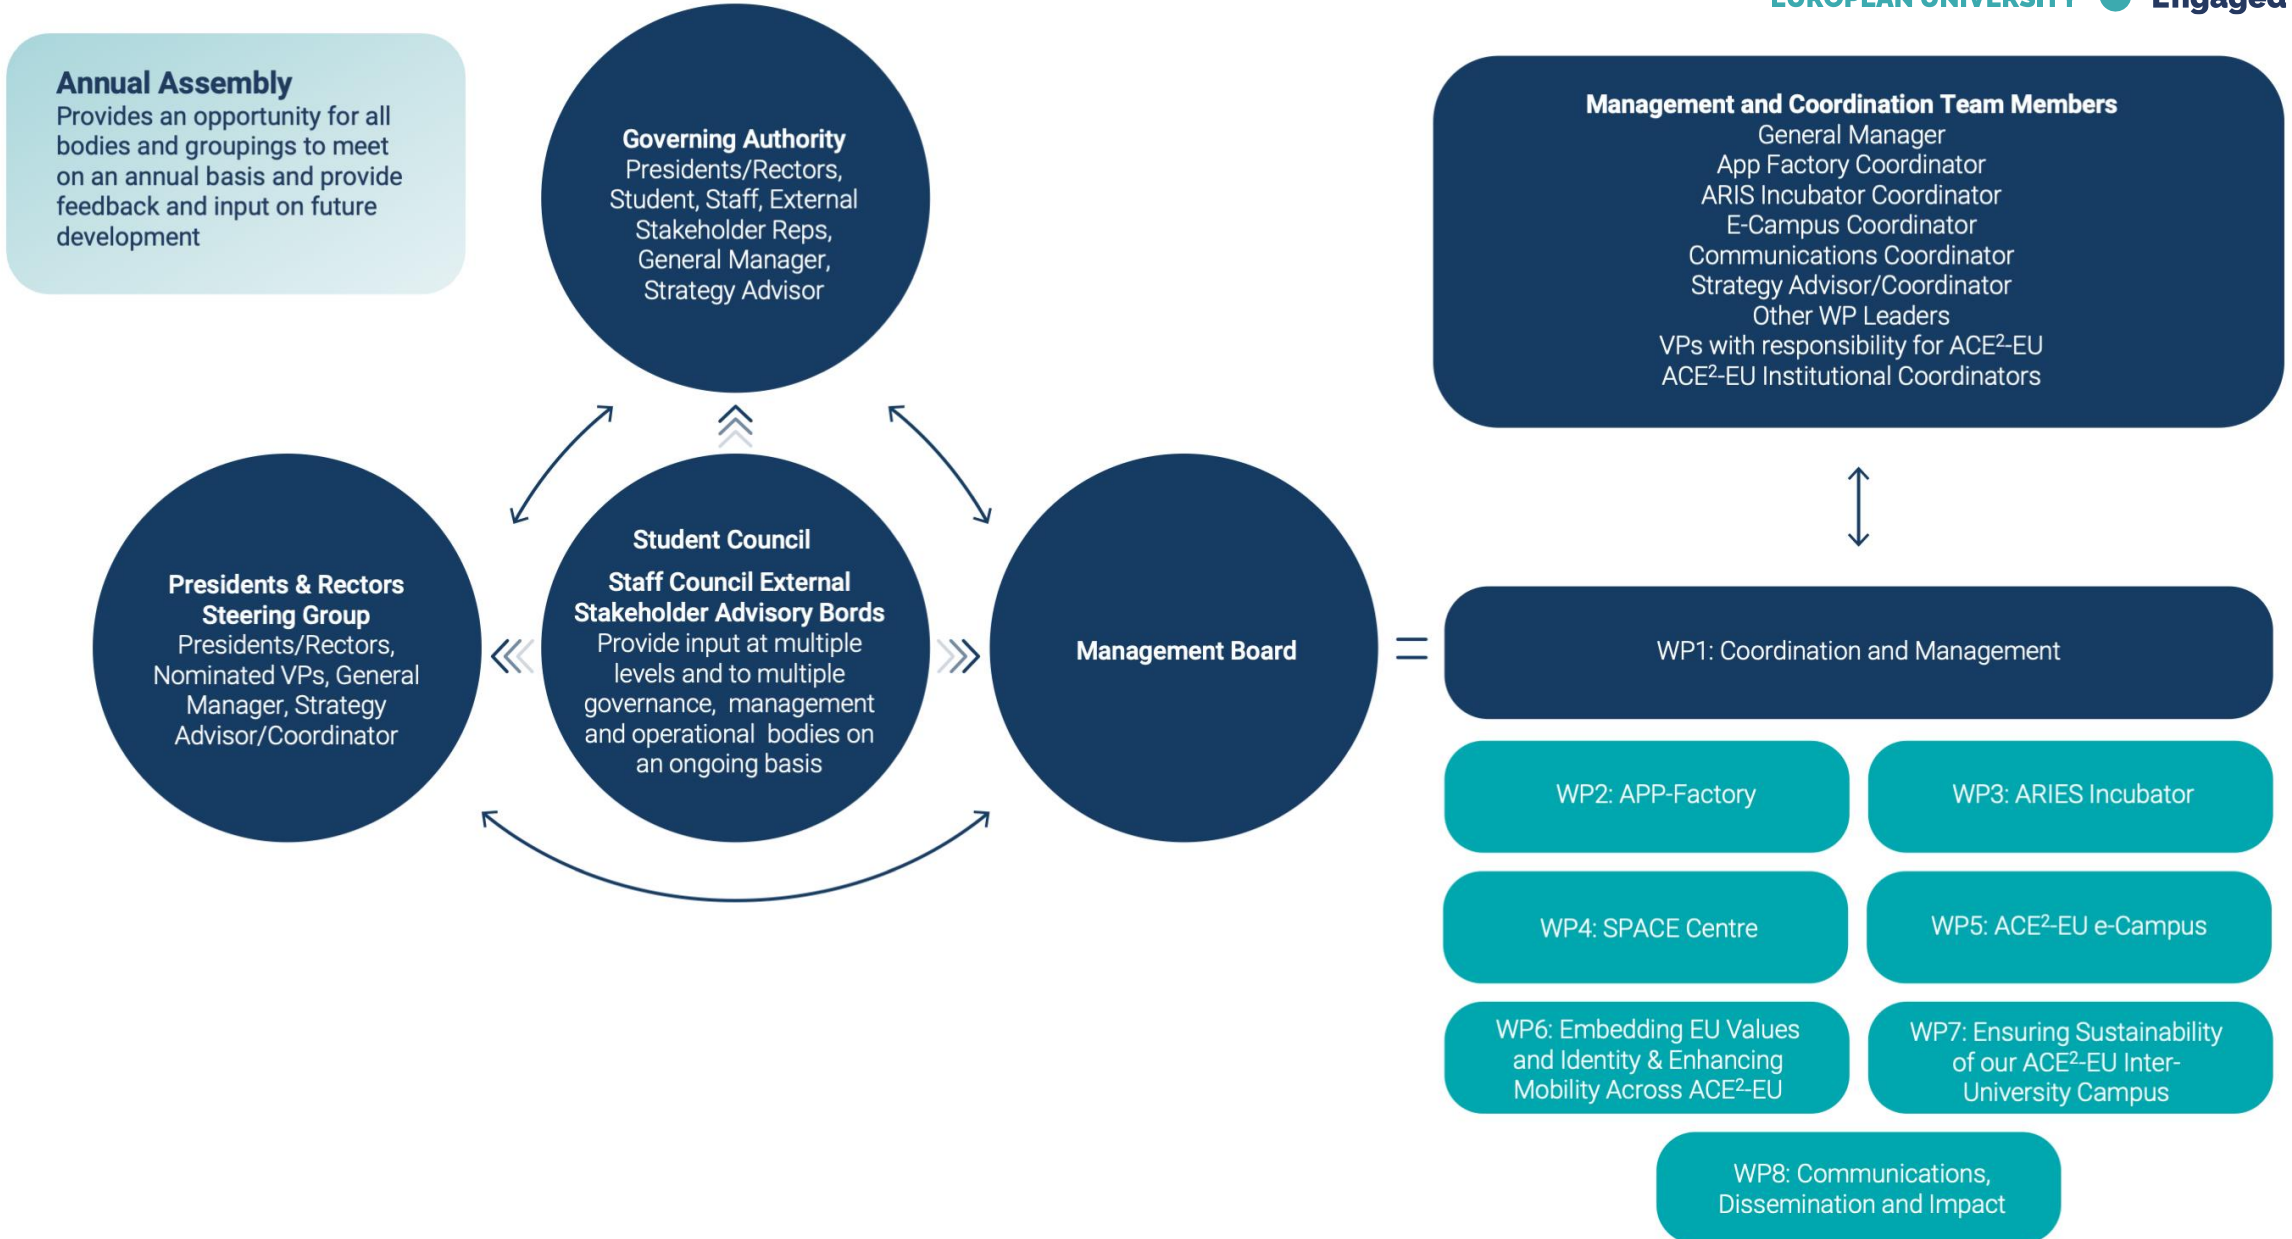 EUROPEAN UNIVERSITY
Engaged
Annual Assembly
Provides an opportunity for all
bodies and groupings to meet
on an annual basis and provide
feedback and input on future
development
Governing Authority
Presidents/Rectors,
Student, Staff, External
Stakeholder Reps,
General Manager,
Strategy Advisor
Management and Coordination Team Members
General Manager
App Factory Coordinator
ARIS Incubator Coordinator
E-Campus Coordinator
Communications Coordinator
Strategy Advisor/Coordinator
Other WP Leaders
VPs with responsibility for ACE²-EU
ACE²-EU Institutional Coordinators
Presidents & Rectors
Steering Group
Presidents/Rectors,
Nominated VPs, General
Manager, Strategy
Advisor/Coordinator
Student Council
Staff Council External
Stakeholder Advisory Bords
Provide input at multiple
levels and to multiple
governance, management
and operational bodies on
an ongoing basis
Management Board
=
WP1: Coordination and Management
WP2: APP-Factory
WP3: ARIES Incubator
WP4: SPACE Centre
WP5: ACE²-EU e-Campus
WP6: Embedding EU Values
and Identity & Enhancing
Mobility Across ACE²-EU
WP7: Ensuring Sustainability
of our ACE²-EU Inter-
University Campus
WP8: Communications,
Dissemination and Impact